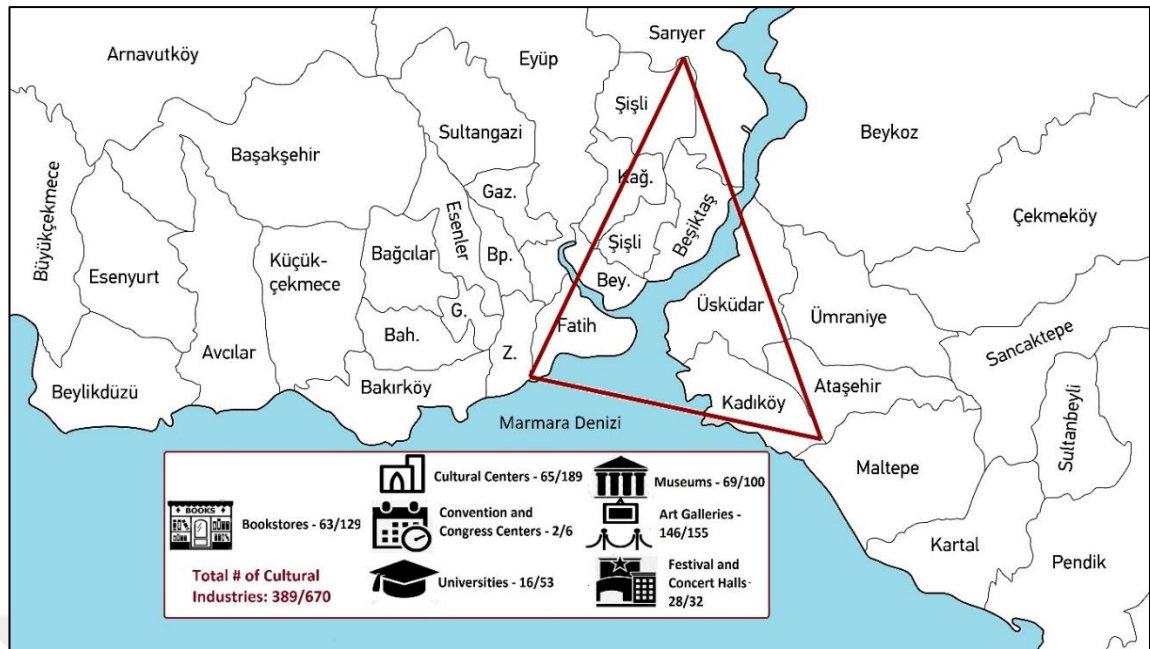 Sarıyer
Arnavutköy
Eyüp
Şişli
Beykoz
Sultangazi
Başakşehir
Kağ.
Gaz.
Büyükçekmece
Esenler
Beşiktaş
Çekmeköy
Esenyurt
Küçük-
çekmece
Bağcılar
Bp.
Şişli
Bey.
Üsküdar
Ümraniye
G.
Fatih
Bah.
Avcılar
Z.
Sancaktepe
Beylikdüzü
Bakırköy
Ataşehir
Kadıköy
Sultanbeyli
Marmara Denizi
Maltepe
Kartal
Pendik
BOOKS
Bookstores - 63/129
Total # of Cultural
Industries: 389/670
Cultural Centers - 65/189
Convention and
Congress Centers - 2/6
Universities - 16/53
Museums - 69/100
Art Galleries -
146/155
Festival and
Concert Halls-
28/32